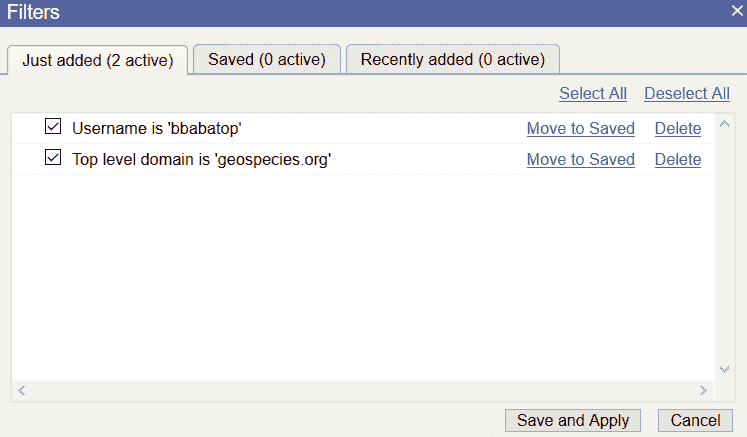 Filters
Just added (2 active) Saved (0 active) Recently added (0 active)
Select All Deselect All
Username is 'bbabatop' Move to Saved Delete
Top level domain is 'geospecies.org' Move to Saved Delete
Save and Apply Cancel